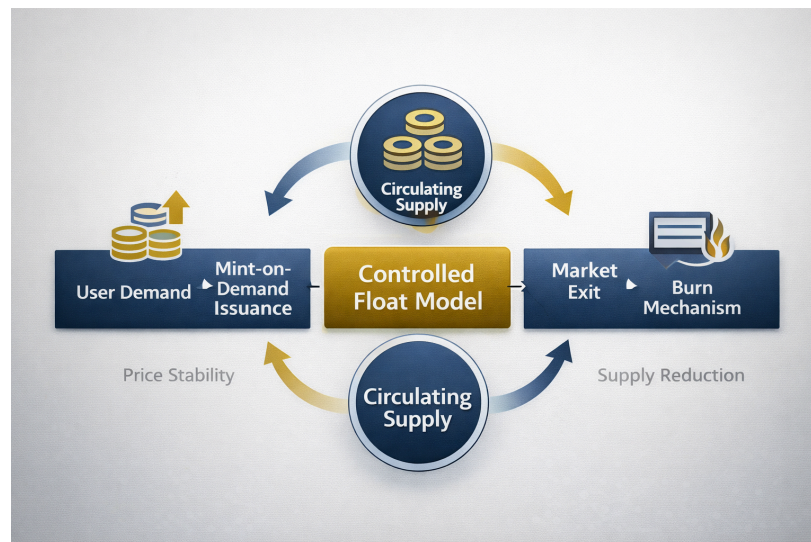 Circulating
Supply
User Demand
Mint-on-
Demand
Issuance
Controlled
Float Model
Market
Exit
Burn
Mechanism
Price Stability
Supply Reduction
Circulating
Supply